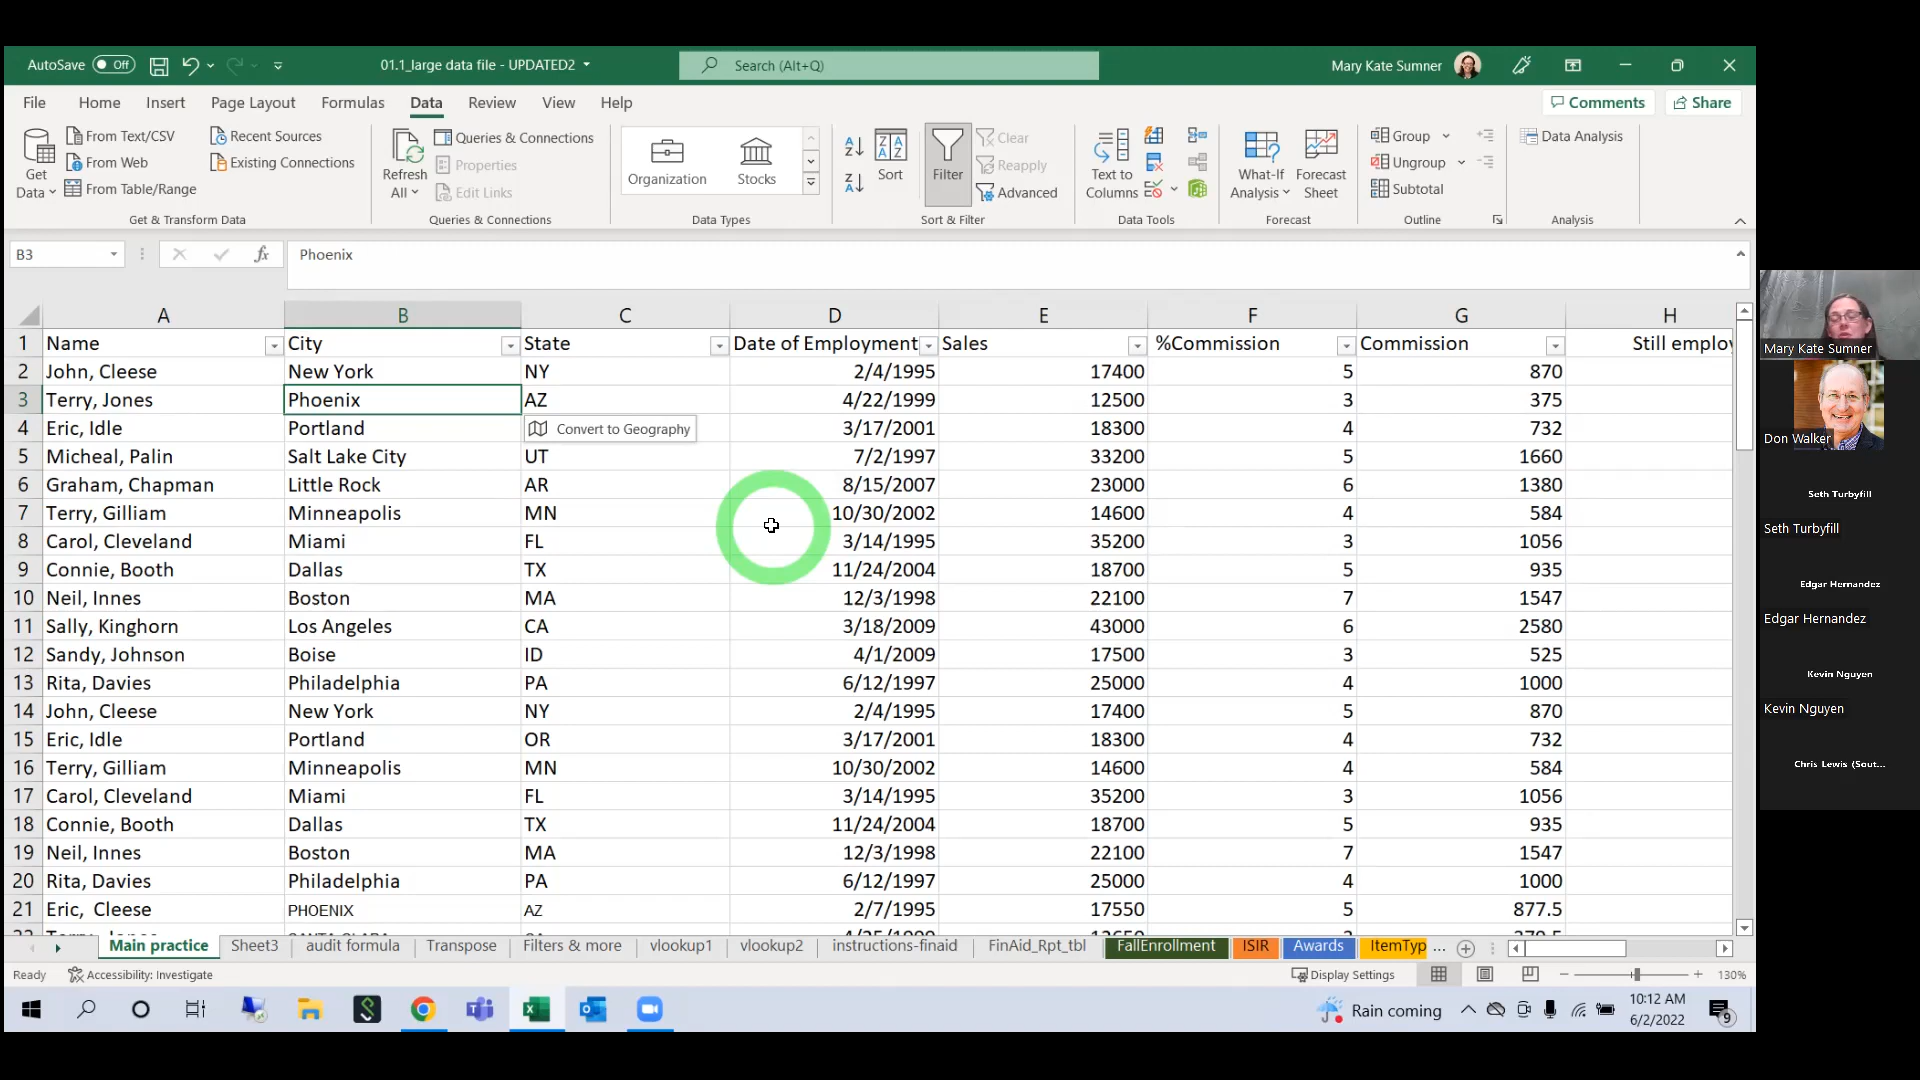 AutoSave Off 01.1_large data file - UPDATED2 Search (Alt+Q) Mary Kate Sumner
File Home Insert Page Layout Formulas Data Review View Help Comments Share
Get Data
From Text/CSV
From Web
From Table/Range
Recent Sources
Existing Connections
Get & Transform Data
Refresh All
Queries & Connections
Properties
Edit Links
Queries & Connections
Organization Stocks
Data Types
Sort
Filter
Clear
Reapply
Advanced
Sort & Filter
Text to Columns
Data Tools
What-If Analysis
Forecast Sheet
Forecast
Group
Ungroup
Subtotal
Outline
Data Analysis
Analysis
B3 fx Phoenix
A B C D E F G H
1 Name City State Date of Employment Sales %Commission Commission Still employ
2 John, Cleese New York NY 2/4/1995 17400 5 870
3 Terry, Jones Phoenix AZ 4/22/1999 12500 3 375
4 Eric, Idle Portland Convert to Geography 3/17/2001 18300 4 732
5 Micheal, Palin Salt Lake City UT 7/2/1997 33200 5 1660
6 Graham, Chapman Little Rock AR 8/15/2007 23000 6 1380
7 Terry, Gilliam Minneapolis MN 10/30/2002 14600 4 584
8 Carol, Cleveland Miami FL 3/14/1995 35200 3 1056
9 Connie, Booth Dallas TX 11/24/2004 18700 5 935
10 Neil, Innes Boston MA 12/3/1998 22100 7 1547
11 Sally, Kinghorn Los Angeles CA 3/18/2009 43000 6 2580
12 Sandy, Johnson Boise ID 4/1/2009 17500 3 525
13 Rita, Davies Philadelphia PA 6/12/1997 25000 4 1000
14 John, Cleese New York NY 2/4/1995 17400 5 870
15 Eric, Idle Portland OR 3/17/2001 18300 4 732
16 Terry, Gilliam Minneapolis MN 10/30/2002 14600 4 584
17 Carol, Cleveland Miami FL 3/14/1995 35200 3 1056
18 Connie, Booth Dallas TX 11/24/2004 18700 5 935
19 Neil, Innes Boston MA 12/3/1998 22100 7 1547
20 Rita, Davies Philadelphia PA 6/12/1997 25000 4 1000
21 Eric, Cleese PHOENIX AZ 2/7/1995 17550 5 877.5
Main practice Sheet3 audit formula Transpose Filters & more vlookup1 vlookup2 instructions-finaid FinAid_Rpt_tbl FallEnrollment ISIR Awards ItemTyp ...
Ready Accessibility: Investigate Display Settings 130%
Rain coming 10:12 AM
6/2/2022 9
Mary Kate Sumner
Don Walker
Seth Turbyfill
Seth Turbyfill
Edgar Hernandez
Edgar Hernandez
Kevin Nguyen
Kevin Nguyen
Chris Lewis (Sout...